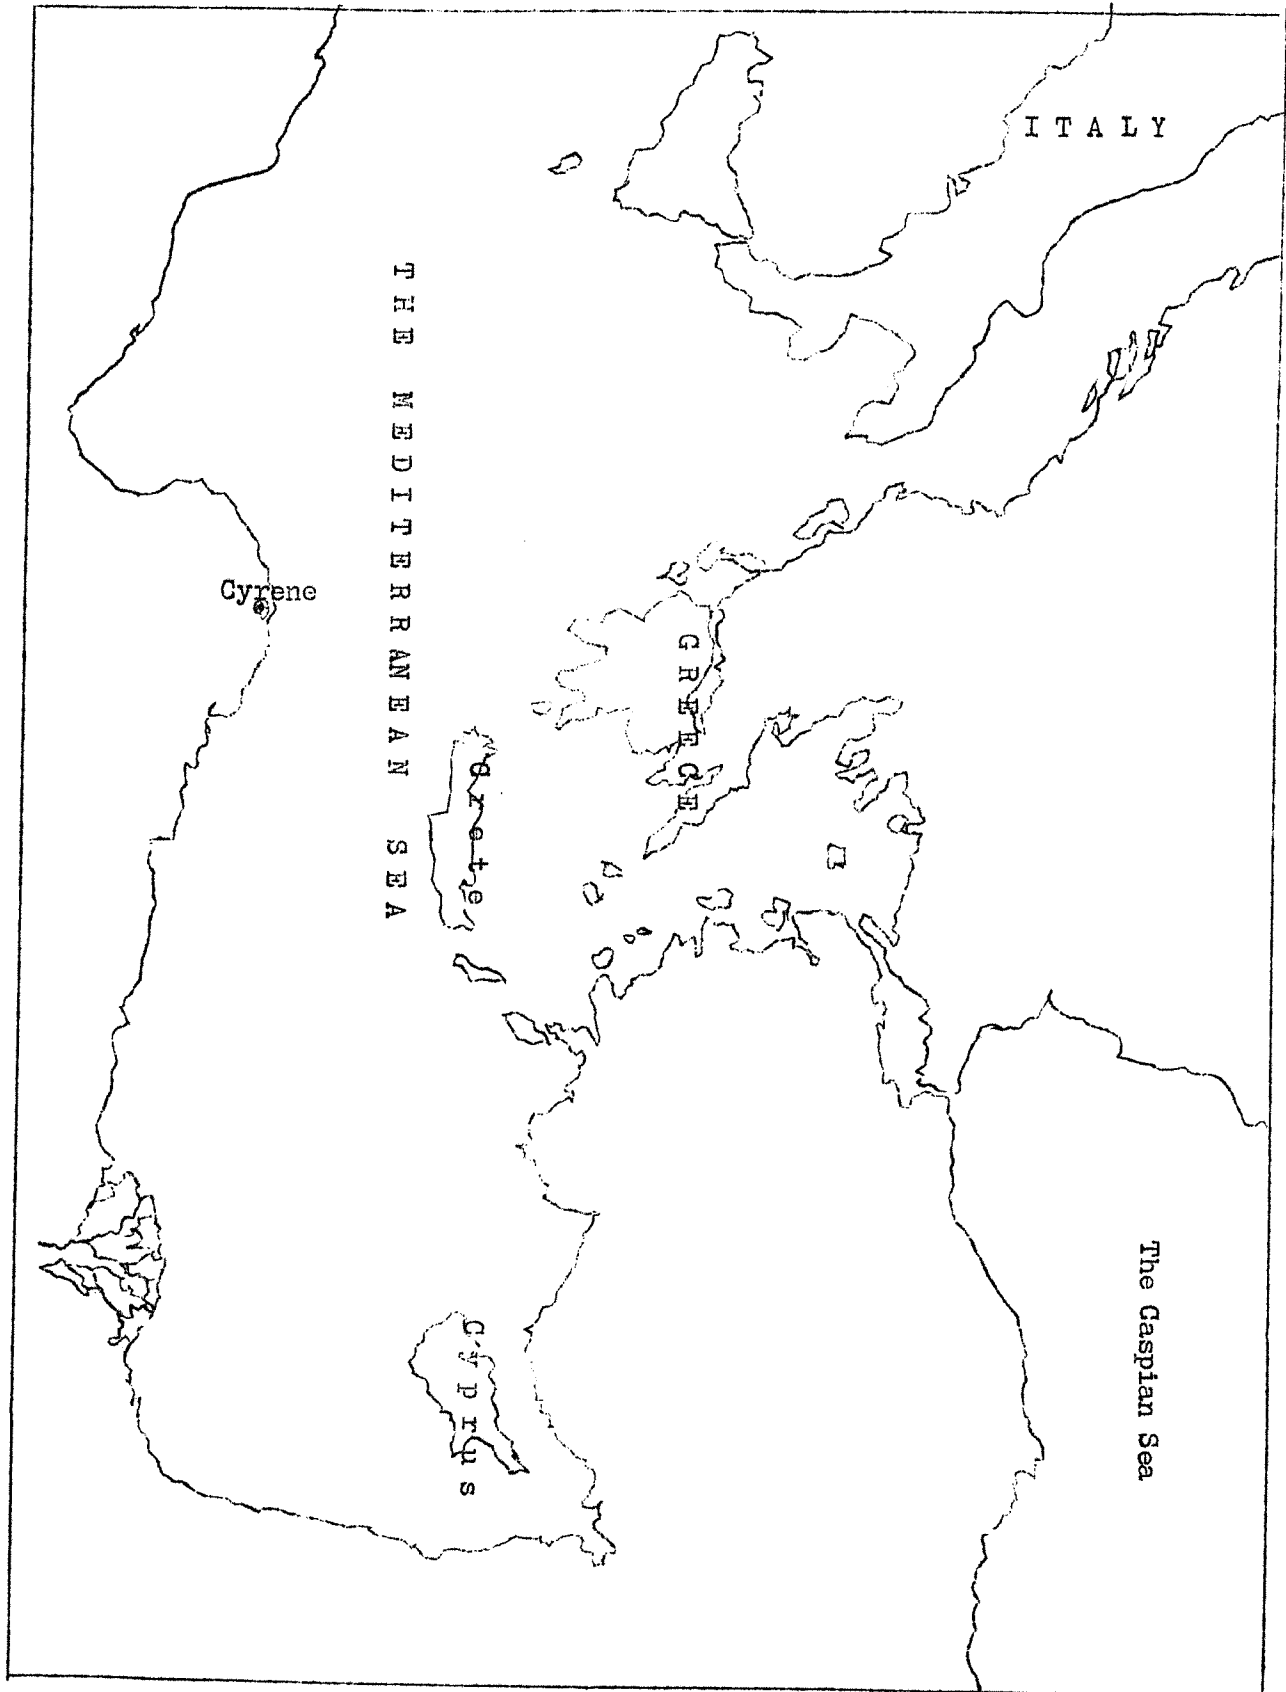 ITALY
THE MEDITERRANEAN SEA
GREECE
Cyrene
Crete
Cyprus
The Caspian Sea